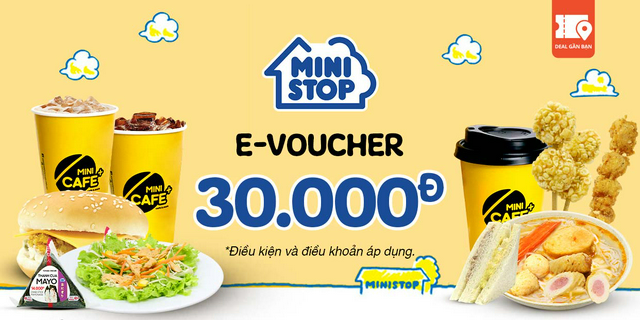 DEAL GẦN BẠN
MINI
STOP
E-VOUCHER
30.000Đ
*Điều kiện và điều khoản áp dụng.
MINI
CAFE
MINI
CAFE
MINI
CAFE
THANH CUA
MAYO
MINISTOP